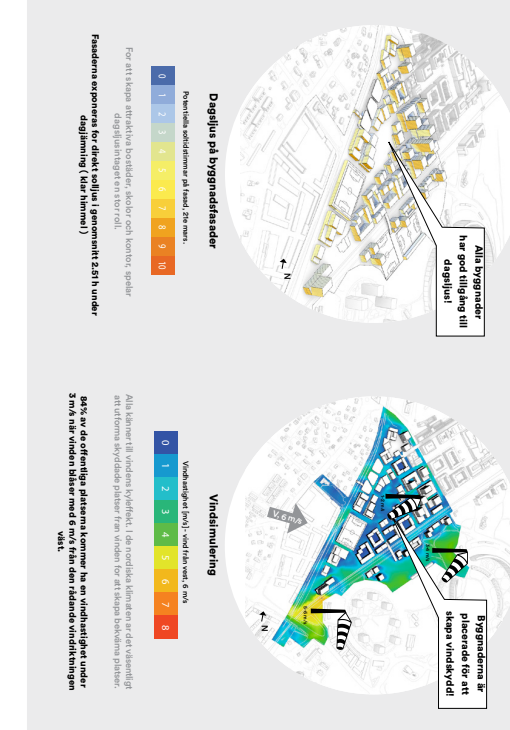 Alla byggnader
har god tillgång till
dagsljus!
N
Dagsljus på byggnadsfasader
Potentiella soltidstimmar på fasad, 21e mars.
0 1 2 3 4 5 6 7 8 9 10
För att skapa attraktiva bostäder, skolor och kontor, spelar
dagsljusintaget en stor roll.
Fasaderna exponeras för direkt solljus i genomsnitt 2.51 h under
dagjämning ( klar himmel )
Byggnaderna är
placerade för att
skapa vindskydd!
V, 6 m/s
N
Vindsimulering
Vindhastighet [m/s]- vind från väst, 6 m/s
0 1 2 3 4 5 6 7 8
Alla känner till vindens kyleffekt. I de nordiska klimaten är det väsentligt
att utforma skyddade platser från vinden för att skapa bekväma platser.
84% av de offentliga platserna kommer ha en vindhastighet under
3 m/s när vinden blåser med 6 m/s från den rådande vindriktningen
väst.